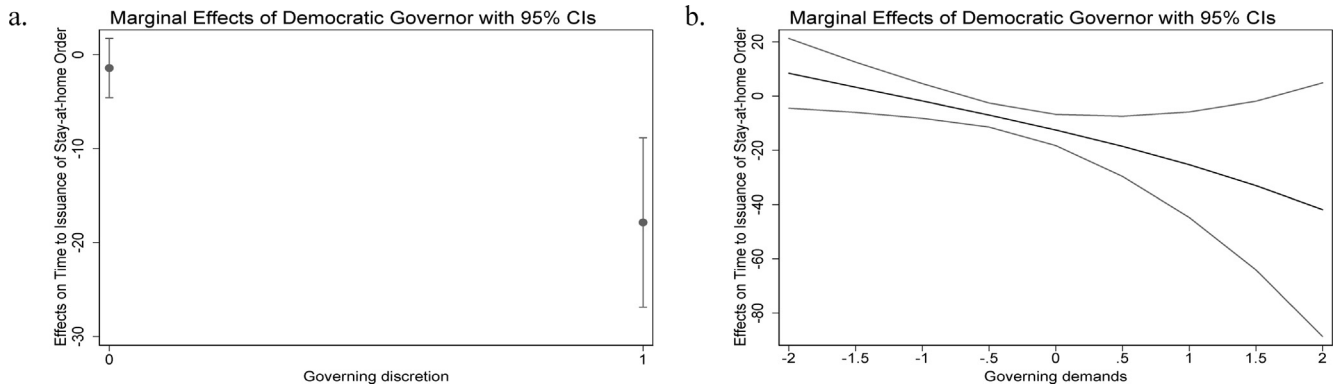 a.
Marginal Effects of Democratic Governor with 95% CIs
Effects on Time to Issuance of Stay-at-home Order
0
-10
-20
-30
0
1
Governing discretion
b.
Marginal Effects of Democratic Governor with 95% CIs
Effects on Time to Issuance of Stay-at-home Order
20
0
-20
-40
-60
-80
-2
-1.5
-1
-.5
0
.5
1
1.5
2
Governing demands